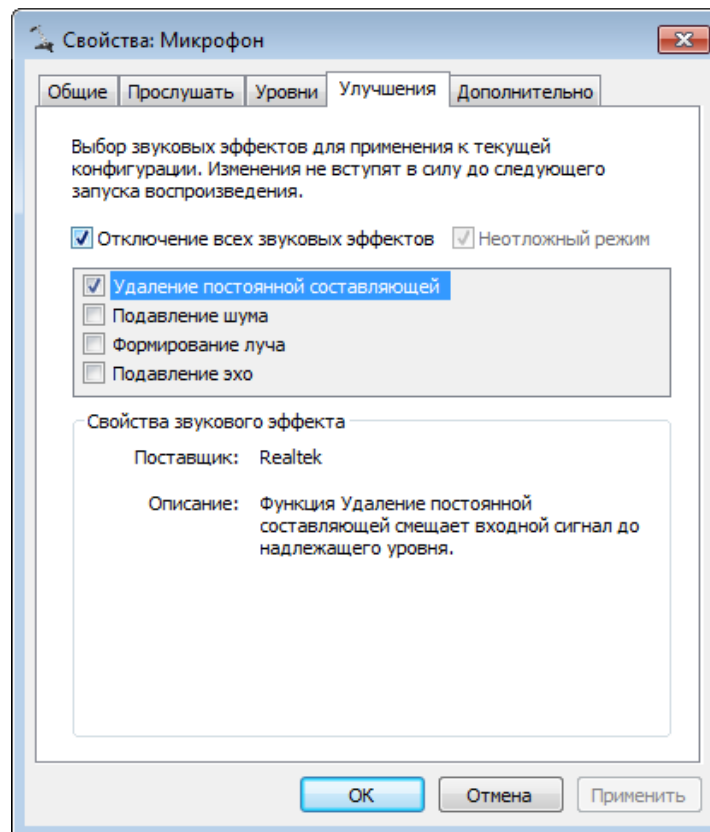 Свойства: Микрофон
Общие Прослушать Уровни Улучшения Дополнительно
Выбор звуковых эффектов для применения к текущей
конфигурации. Изменения не вступят в силу до следующего
запуска воспроизведения.
Отключение всех звуковых эффектов Неотложный режим
Удаление постоянной составляющей
Подавление шума
Формирование луча
Подавление эхо
Свойства звукового эффекта
Поставщик: Realtek
Описание: Функция Удаление постоянной
составляющей смещает входной сигнал до
надлежащего уровня.
ОК Отмена Применить